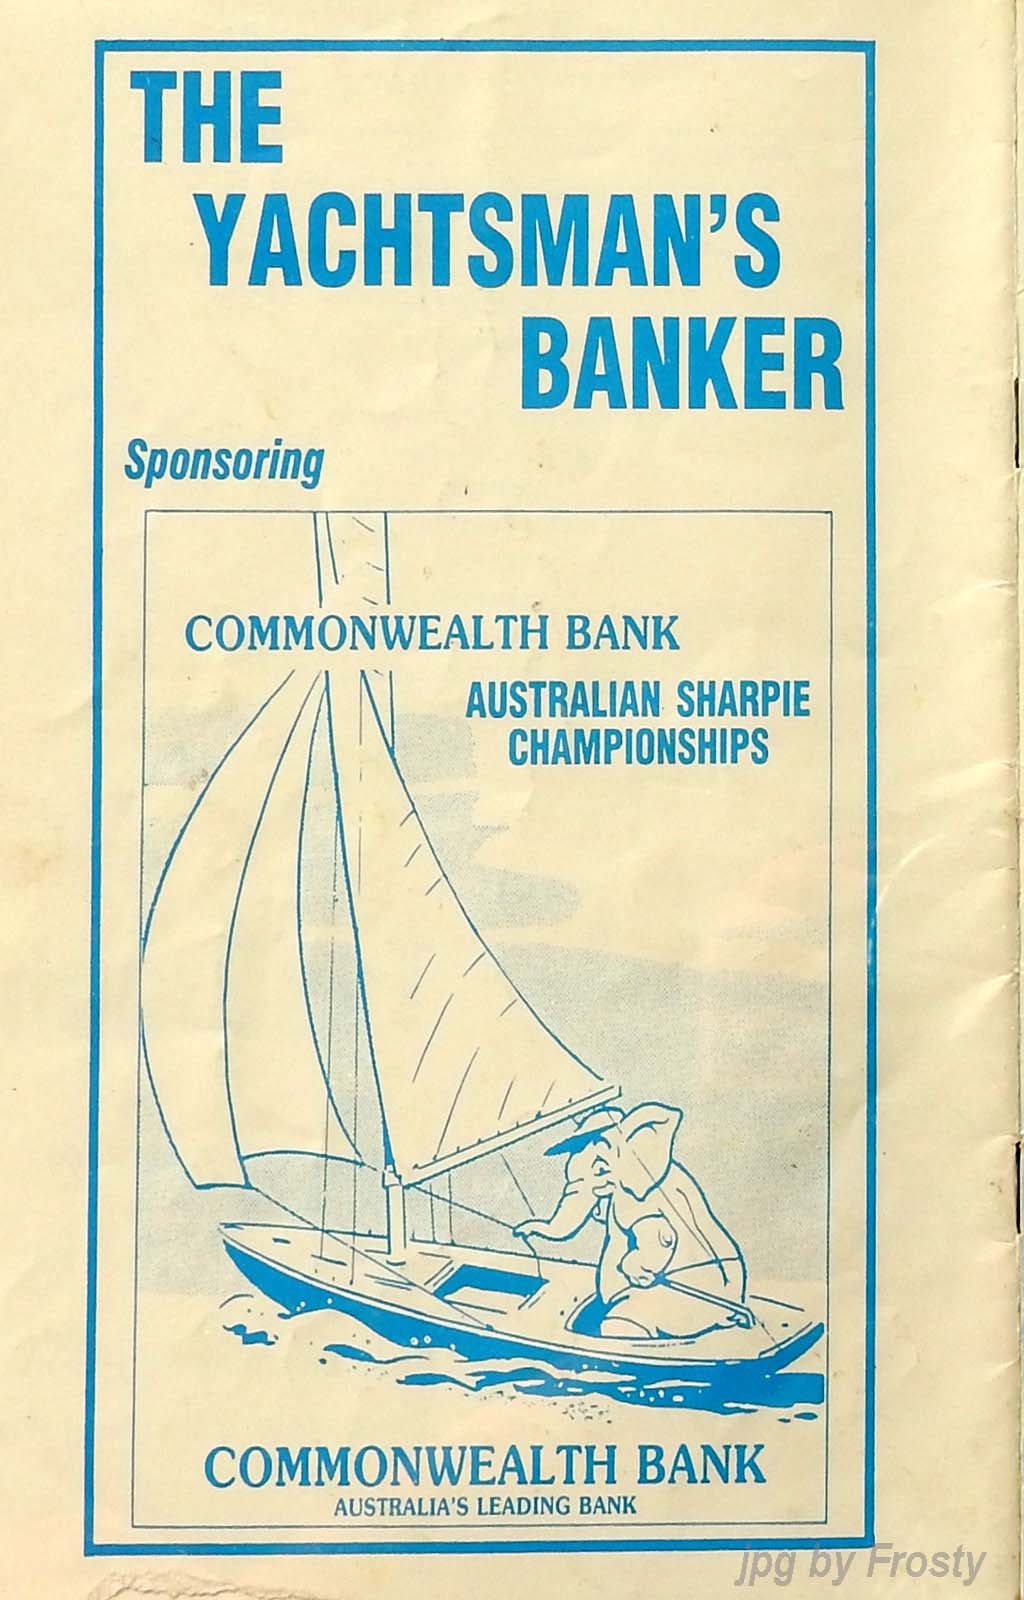 THE
YACHTSMAN'S
BANKER
Sponsoring
COMMONWEALTH BANK
AUSTRALIAN SHARPIE
CHAMPIONSHIPS
COMMONWEALTH BANK
AUSTRALIA'S LEADING BANK
jpg by Frosty